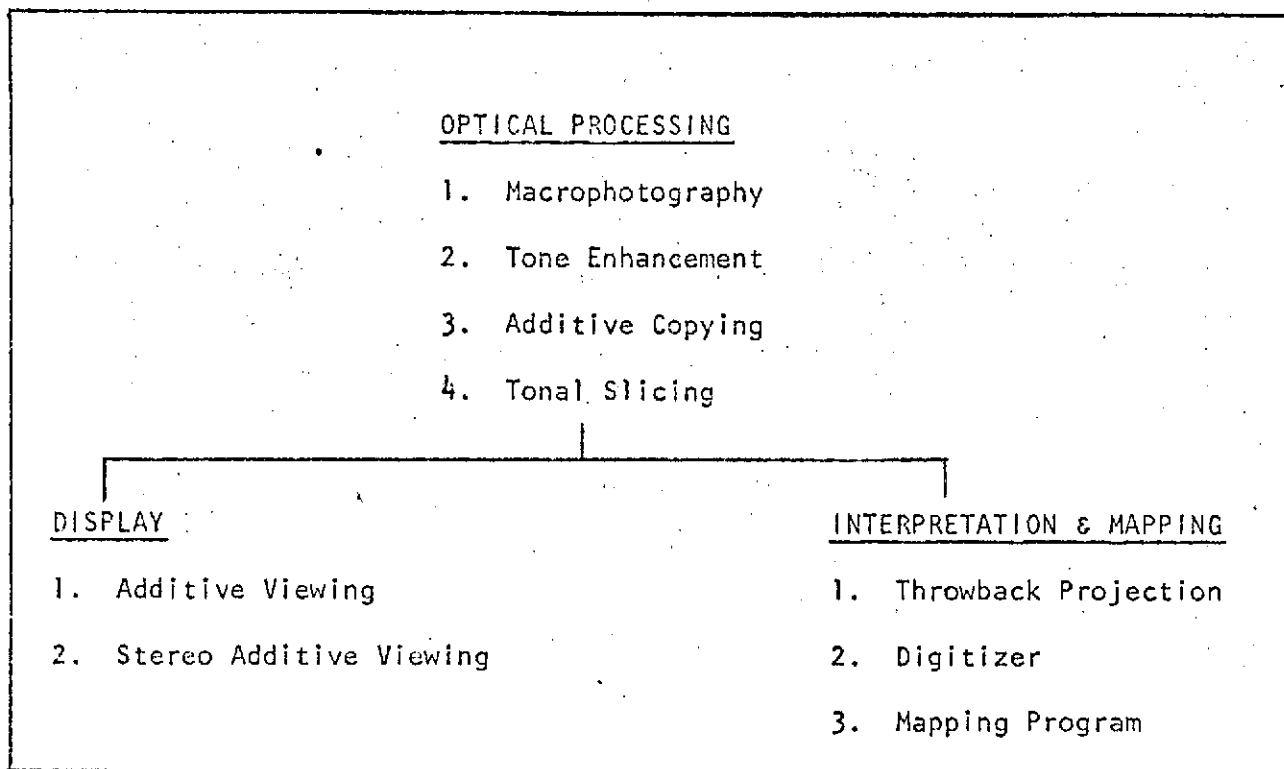 OPTICAL PROCESSING
1. Macrophotography
2. Tone Enhancement
3. Additive Copying
4. Tonal Slicing
DISPLAY
1. Additive Viewing
2. Stereo Additive Viewing
INTERPRETATION & MAPPING
1. Throwback Projection
2. Digitizer
3. Mapping Program